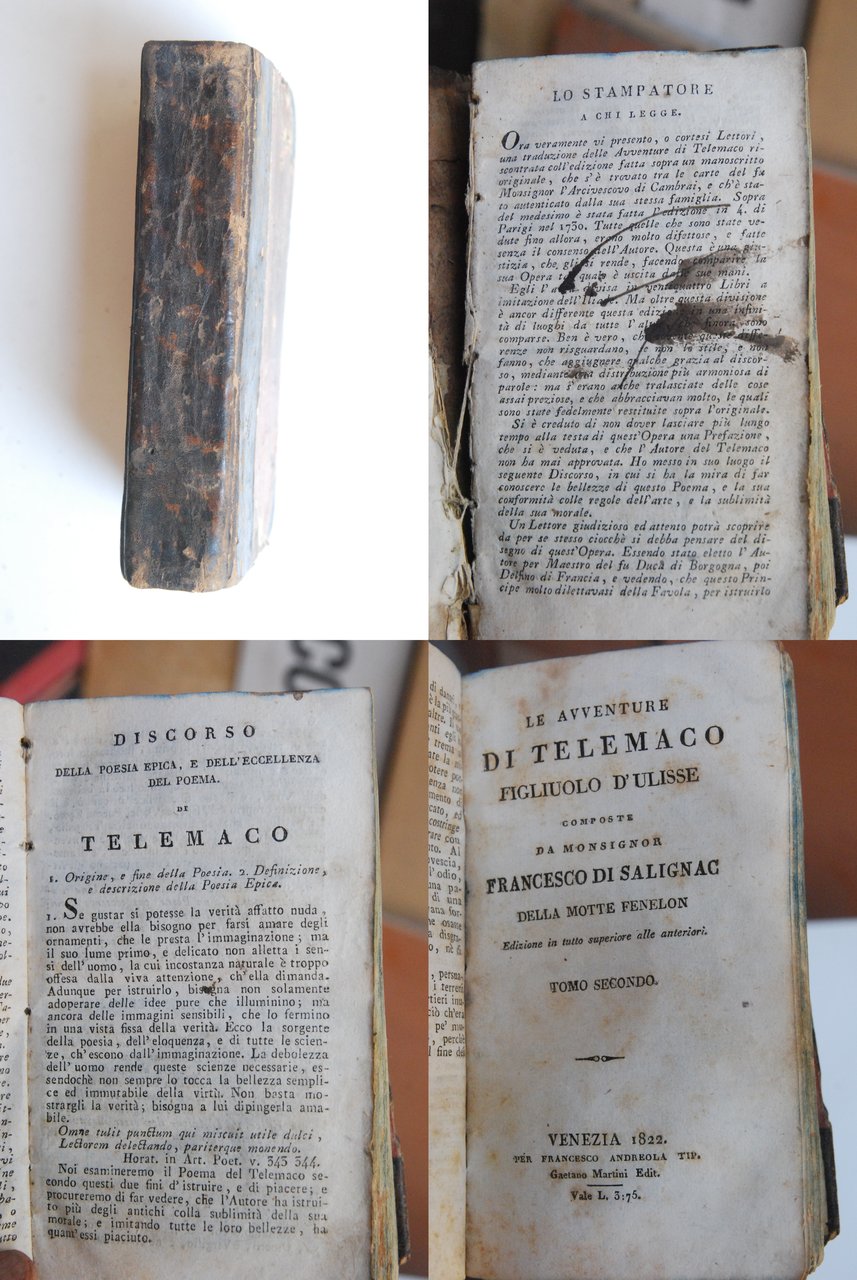 LO STAMPATORE
A CHI LEGGE.
Ora veramente vi presento, o cortesi Lettori,
una traduzione delle Avventure di Telemaco ri-
scontrata coll'edizione fatta sopra un manoscritto
originale, che s'è trovato tra le carte del fu
Monsignor l'Arcivescovo di Cambrai, e ch'è sta-
to autenticato dalla sua stessa famiglia. Sopra
del medesimo è stata fatta l'edizione in 4. di
Parigi nel 1730. Tutte quelle che sono state ve-
dute fino allora, erano molto difettose, e fatte
senza il consenso dell'Autore. Questa è una giu-
stizia, che gli si rende, facendo comparire la
sua Opera tal quale è uscita dalle sue mani.
Egli l'avea divisa in ventiquattro Libri a
imitazione dell'Iliade. Ma oltre questa divisione
è ancor differente questa edizione in una infini-
tà di luoghi da tutte l'altre che finora sono
comparse. Ben è vero, che queste diffe-
renze non risguardano, se non lo stile, e non
fanno, che aggiugnere qualche grazia al discor-
so, mediante una distribuzione più armoniosa di
parole: ma s'erano anche tralasciate delle cose
assai preziose, e che abbracciavan molto, le quali
sono state fedelmente restituite sopra l'originale.
Si è creduto di non dover lasciare più lungo
tempo alla testa di quest'Opera una Prefazione,
che si è veduta, e che l'Autore del Telemaco
non ha mai approvata. Ho messo in suo luogo il
seguente Discorso, in cui si ha la mira di far
conoscere le bellezze di questo Poema, e la sua
conformità colle regole dell'arte, e la sublimità
della sua morale.
Un Lettore giudizioso ed attento potrà scoprire
da per se stesso ciocchè si debba pensare del di-
segno di quest'Opera. Essendo stato eletto l'Au-
tore per Maestro del fu Duca di Borgogna, poi
Delfino di Francia, e vedendo, che questo Prin-
cipe molto dilettavasi della Favola, per istruirlo
DISCORSO
DELLA POESIA EPICA, E DELL'ECCELLENZA
DEL POEMA.
DI
TELEMACO
1. Origine, e fine della Poesia. 2. Definizione,
e descrizione della Poesia Epica.
1. Se gustar si potesse la verità affatto nuda,
non avrebbe ella bisogno per farsi amare degli
ornamenti, che le presta l'immaginazione; ma
il suo lume primo, e delicato non alletta i sen-
si dell'uomo, la cui incostanza naturale è troppo
offesa dalla viva attenzione, ch'ella dimanda.
Adunque per istruirlo, bisogna non solamente
adoperare delle idee pure che illuminino; ma
ancora delle immagini sensibili, che lo fermino
in una vista fissa della verità. Ecco la sorgente
della poesia, dell'eloquenza, e di tutte le scien-
ze, ch'escono dall'immaginazione. La debolezza
dell'uomo rende queste scienze necessarie, es-
sendochè non sempre lo tocca la bellezza sempli-
ce ed immutabile della virtù. Non basta mo-
strargli la verità; bisogna a lui dipingerla ama-
bile.
Omne tulit punctum qui miscuit utile dulci,
Lectorem delectando, pariterque monendo.
Horat. in Art. Poet. v. 343 344.
Noi esamineremo il Poema del Telemaco se-
condo questi due fini d'istruire, e di piacere; e
procureremo di far vedere, che l'Autore ha istrui-
to più degli antichi colla sublimità della sua
morale; e imitando tutte le loro bellezze, ha
quant'essi piaciuto.
LE AVVENTURE
DI TELEMACO
FIGLIUOLO D'ULISSE
COMPOSTE
DA MONSIGNOR
FRANCESCO DI SALIGNAC
DELLA MOTTE FENELON
Edizione in tutto superiore alle anteriori.
TOMO SECONDO.
VENEZIA 1822.
PER FRANCESCO ANDREOLA TIP.
Gaetano Martini Edit.
Vale L. 3:75.